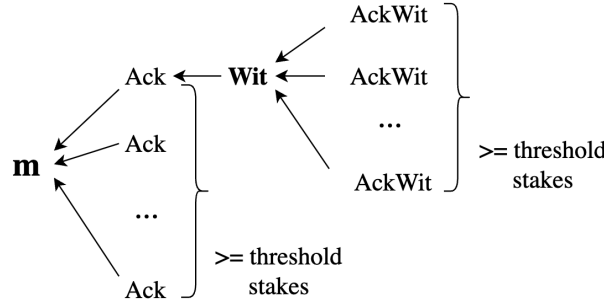 AckWit
Ack
Wit
AckWit
m
Ack
...
AckWit
>= threshold
stakes
...
Ack
>= threshold
stakes